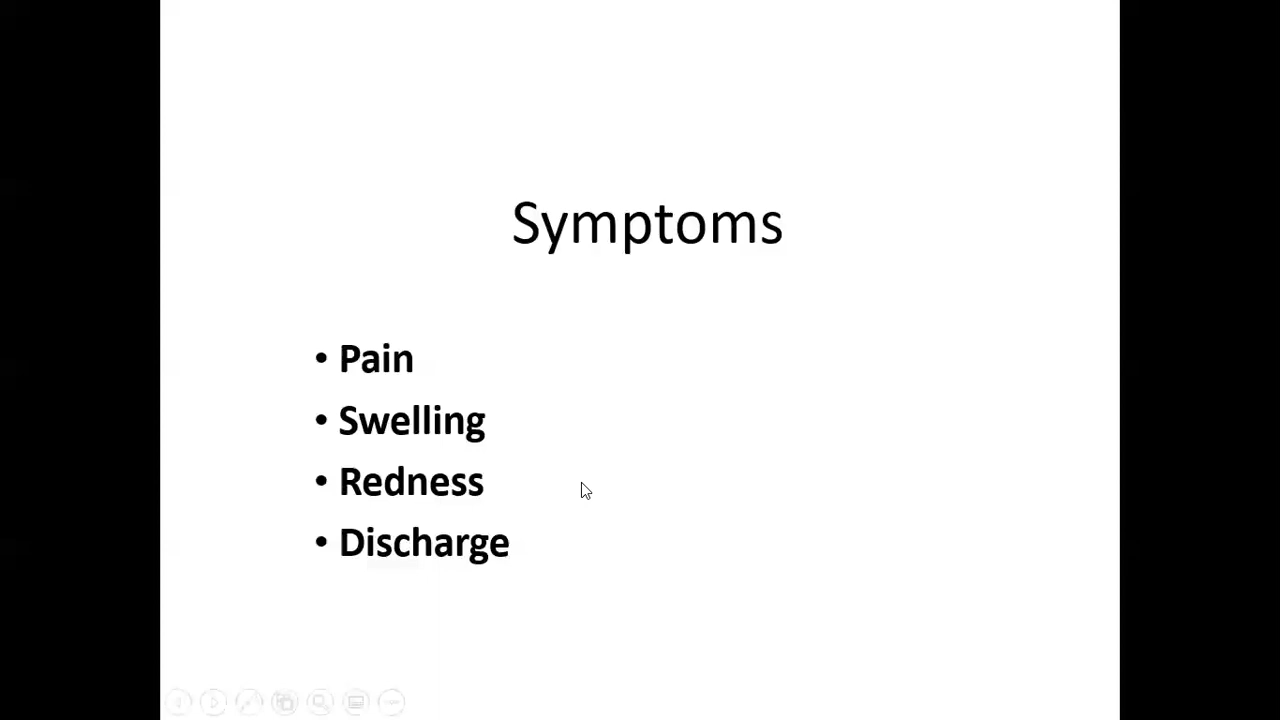 Symptoms
• Pain
• Swelling
• Redness
• Discharge